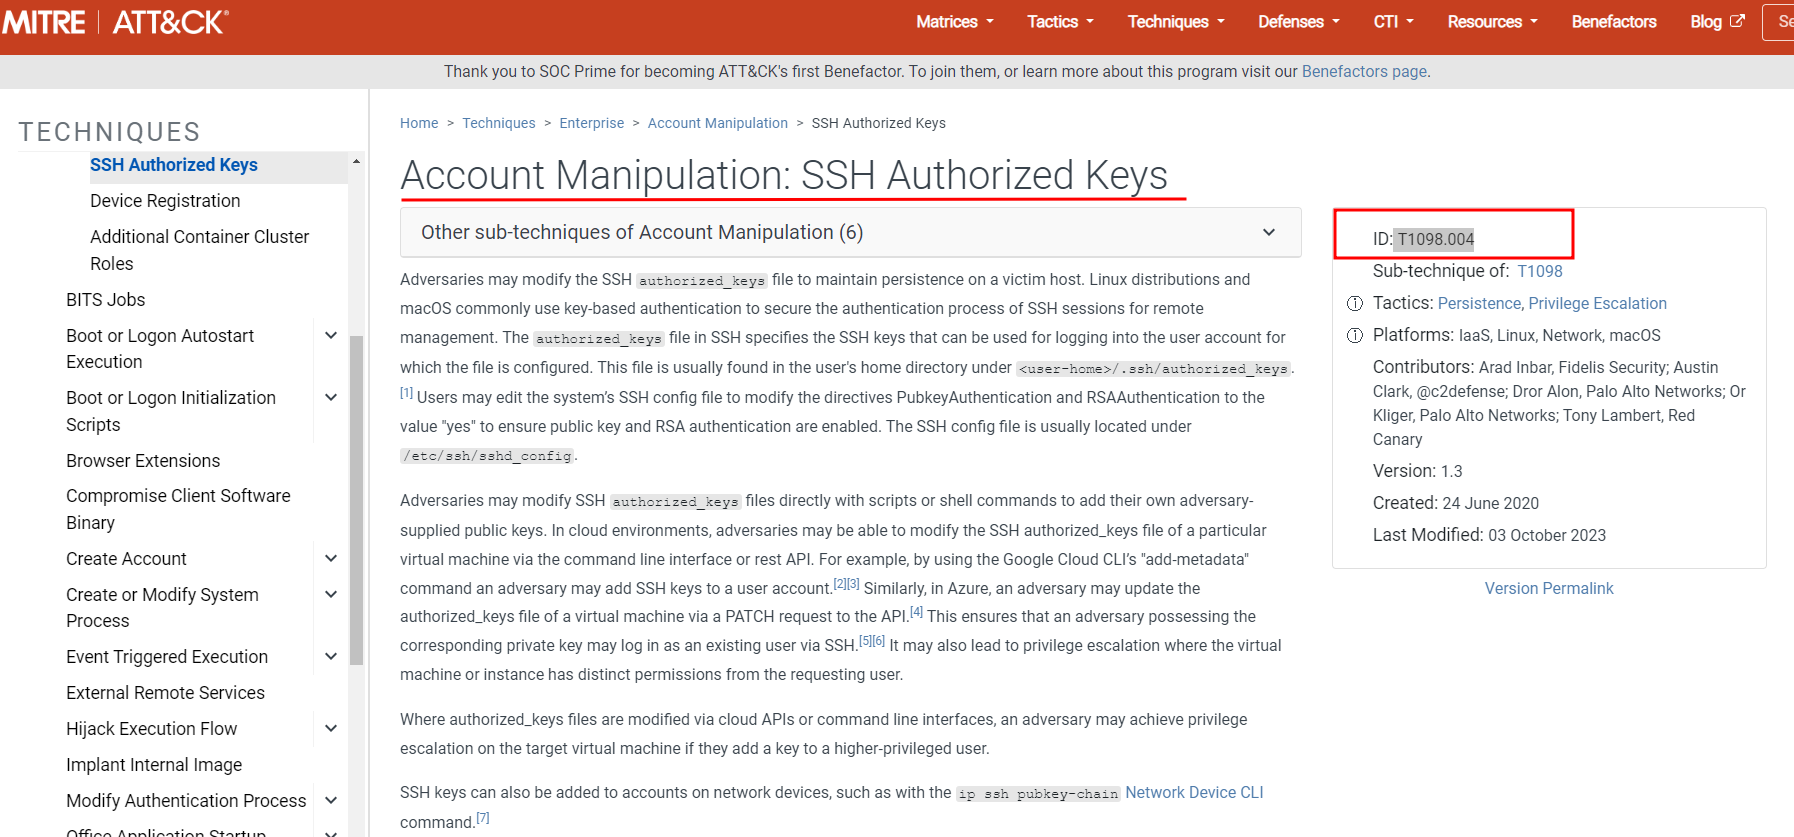 MITRE | ATT&CK®
Matrices Tactics Techniques Defenses CTI Resources Benefactors Blog Se
Thank you to SOC Prime for becoming ATT&CK's first Benefactor. To join them, or learn more about this program visit our Benefactors page.
TECHNIQUES
SSH Authorized Keys
Device Registration
Additional Container Cluster
Roles
BITS Jobs
Boot or Logon Autostart
Execution
Boot or Logon Initialization
Scripts
Browser Extensions
Compromise Client Software
Binary
Create Account
Create or Modify System
Process
Event Triggered Execution
External Remote Services
Hijack Execution Flow
Implant Internal Image
Modify Authentication Process
Office Application Startup
Home > Techniques > Enterprise > Account Manipulation > SSH Authorized Keys
Account Manipulation: SSH Authorized Keys
Other sub-techniques of Account Manipulation (6)
Adversaries may modify the SSH authorized_keys file to maintain persistence on a victim host. Linux distributions and
macOS commonly use key-based authentication to secure the authentication process of SSH sessions for remote
management. The authorized_keys file in SSH specifies the SSH keys that can be used for logging into the user account for
which the file is configured. This file is usually found in the user's home directory under <user-home>/.ssh/authorized_keys.
[1] Users may edit the system’s SSH config file to modify the directives PubkeyAuthentication and RSAAuthentication to the
value "yes" to ensure public key and RSA authentication are enabled. The SSH config file is usually located under
/etc/ssh/sshd_config.
Adversaries may modify SSH authorized_keys files directly with scripts or shell commands to add their own adversary-
supplied public keys. In cloud environments, adversaries may be able to modify the SSH authorized_keys file of a particular
virtual machine via the command line interface or rest API. For example, by using the Google Cloud CLI’s "add-metadata"
command an adversary may add SSH keys to a user account.[2][3] Similarly, in Azure, an adversary may update the
authorized_keys file of a virtual machine via a PATCH request to the API.[4] This ensures that an adversary possessing the
corresponding private key may log in as an existing user via SSH.[5][6] It may also lead to privilege escalation where the virtual
machine or instance has distinct permissions from the requesting user.
Where authorized_keys files are modified via cloud APIs or command line interfaces, an adversary may achieve privilege
escalation on the target virtual machine if they add a key to a higher-privileged user.
SSH keys can also be added to accounts on network devices, such as with the ip ssh pubkey-chain Network Device CLI
command.[7]
ID: T1098.004
Sub-technique of: T1098
Tactics: Persistence, Privilege Escalation
Platforms: IaaS, Linux, Network, macOS
Contributors: Arad Inbar, Fidelis Security; Austin
Clark, @c2defense; Dror Alon, Palo Alto Networks; Or
Kliger, Palo Alto Networks; Tony Lambert, Red
Canary
Version: 1.3
Created: 24 June 2020
Last Modified: 03 October 2023
Version Permalink